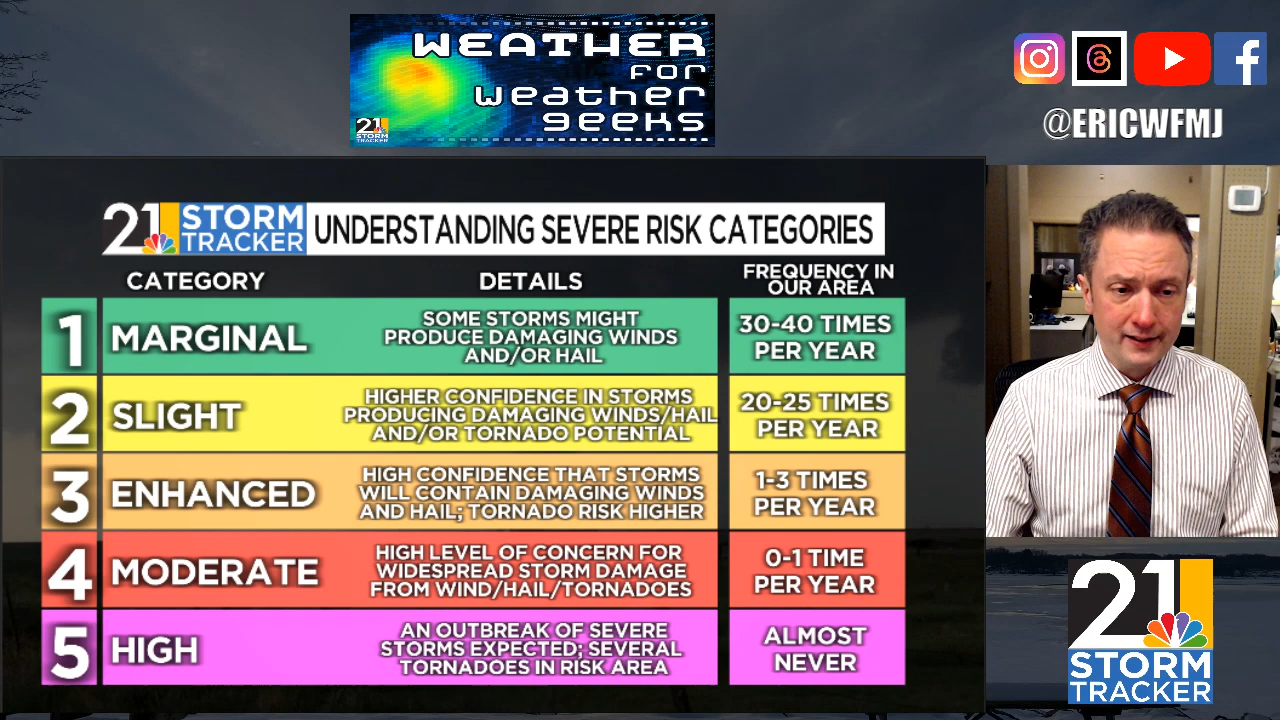 WEATHER
FOR
WEATHER
GEEKS
21
STORM
TRACKER
@ERICWFMJ
21 STORM TRACKER
UNDERSTANDING SEVERE RISK CATEGORIES
CATEGORY
DETAILS
FREQUENCY IN
OUR AREA
1
MARGINAL
SOME STORMS MIGHT
PRODUCE DAMAGING WINDS
AND/OR HAIL
30-40 TIMES
PER YEAR
2
SLIGHT
HIGHER CONFIDENCE IN STORMS
PRODUCING DAMAGING WINDS/HAIL
AND/OR TORNADO POTENTIAL
20-25 TIMES
PER YEAR
3
ENHANCED
HIGH CONFIDENCE THAT STORMS
WILL CONTAIN DAMAGING WINDS
AND HAIL; TORNADO RISK HIGHER
1-3 TIMES
PER YEAR
4
MODERATE
HIGH LEVEL OF CONCERN FOR
WIDESPREAD STORM DAMAGE
FROM WIND/HAIL/TORNADOES
0-1 TIME
PER YEAR
5
HIGH
AN OUTBREAK OF SEVERE
STORMS EXPECTED; SEVERAL
TORNADOES IN RISK AREA
ALMOST
NEVER
21
STORM
TRACKER